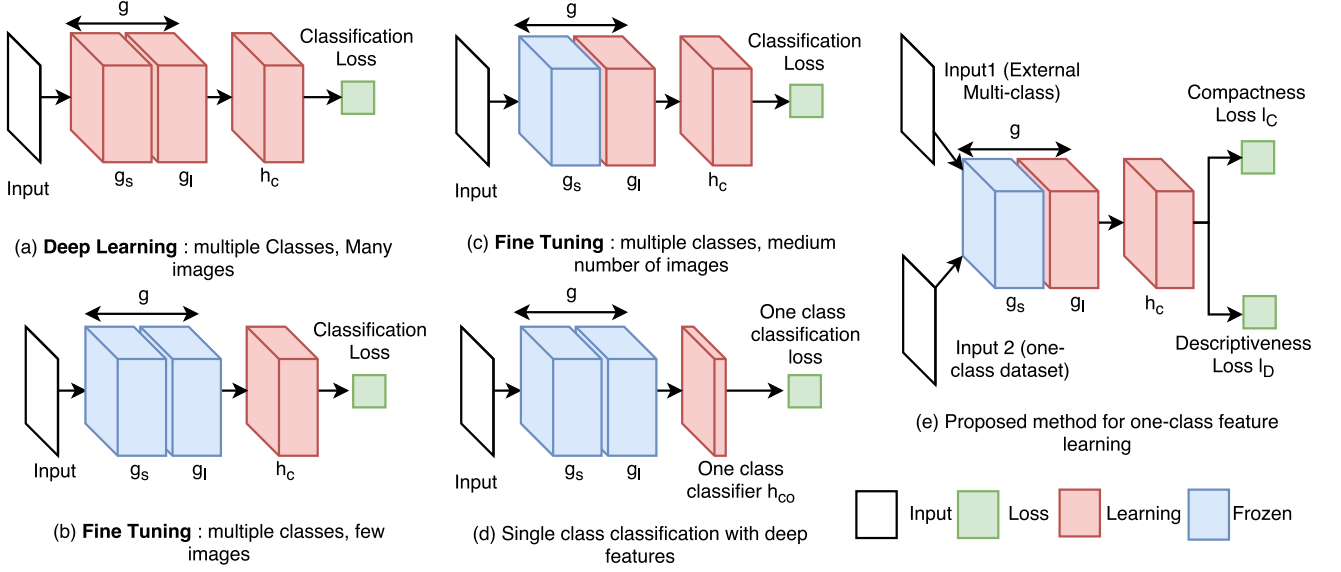 g
Classification
Loss
Input
gs
gl
hc
(a) Deep Learning : multiple Classes, Many
images
g
Classification
Loss
Input
gs
gl
hc
(b) Fine Tuning : multiple classes, few
images
g
Classification
Loss
Input
gs
gl
hc
(c) Fine Tuning : multiple classes, medium
number of images
g
One class
classification
loss
Input
gs
gl
One class
classifier hco
(d) Single class classification with deep
features
Input1 (External
Multi-class)
g
Compactness
Loss lC
gs
gl
hc
Input 2 (one-
class dataset)
Descriptiveness
Loss lD
(e) Proposed method for one-class feature
learning
Input
Loss
Learning
Frozen